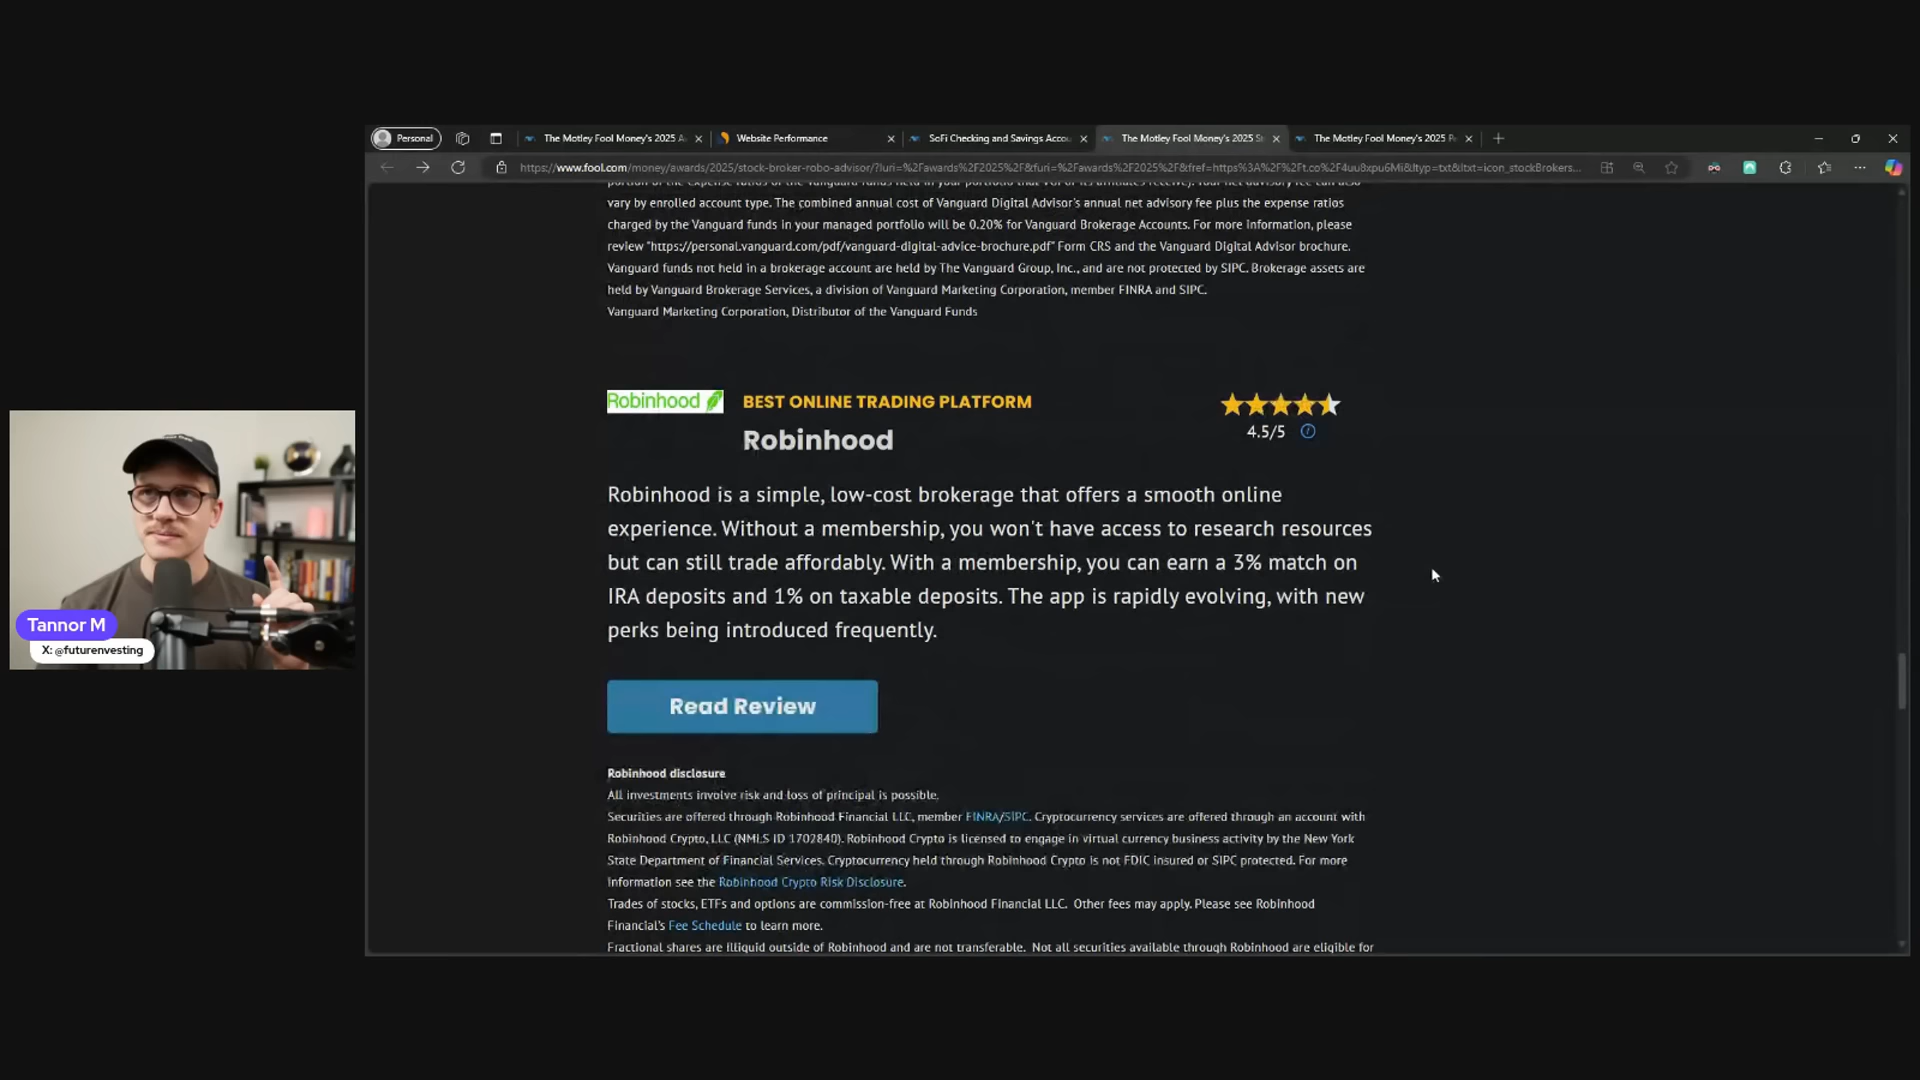 Personal
The Motley Fool Money's 2025 A
Website Performance
SoFi Checking and Savings Accou
The Motley Fool Money's 2025 S
The Motley Fool Money's 2025 P
https://www.fool.com/money/awards/2025/stock-broker-robo-advisor/?iuri=%2Fawards%2F2025%2F&furi=%2Fawards%2F2025%2F&fref=https%3A%2F%2Ft.co%2F4uu8xpu6Mi&ltyp=txt&ltxt=icon_stockBrokers...
portion of the expense ratios of the Vanguard funds held in your portfolio that VGI or its affiliates receive). Your net advisory fee can also
vary by enrolled account type. The combined annual cost of Vanguard Digital Advisor's annual net advisory fee plus the expense ratios
charged by the Vanguard funds in your managed portfolio will be 0.20% for Vanguard Brokerage Accounts. For more information, please
review "https://personal.vanguard.com/pdf/vanguard-digital-advice-brochure.pdf" Form CRS and the Vanguard Digital Advisor brochure.
Vanguard funds not held in a brokerage account are held by The Vanguard Group, Inc., and are not protected by SIPC. Brokerage assets are
held by Vanguard Brokerage Services, a division of Vanguard Marketing Corporation, member FINRA and SIPC.
Vanguard Marketing Corporation, Distributor of the Vanguard Funds
Robinhood
BEST ONLINE TRADING PLATFORM
Robinhood
4.5/5
Robinhood is a simple, low-cost brokerage that offers a smooth online
experience. Without a membership, you won't have access to research resources
but can still trade affordably. With a membership, you can earn a 3% match on
IRA deposits and 1% on taxable deposits. The app is rapidly evolving, with new
perks being introduced frequently.
Read Review
Robinhood disclosure
All investments involve risk and loss of principal is possible.
Securities are offered through Robinhood Financial LLC, member FINRA/SIPC. Cryptocurrency services are offered through an account with
Robinhood Crypto, LLC (NMLS ID 1702840). Robinhood Crypto is licensed to engage in virtual currency business activity by the New York
State Department of Financial Services. Cryptocurrency held through Robinhood Crypto is not FDIC insured or SIPC protected. For more
information see the Robinhood Crypto Risk Disclosure.
Trades of stocks, ETFs and options are commission-free at Robinhood Financial LLC. Other fees may apply. Please see Robinhood
Financial's Fee Schedule to learn more.
Fractional shares are illiquid outside of Robinhood and are not transferable. Not all securities available through Robinhood are eligible for
Tannor M
X: @futurenvesting